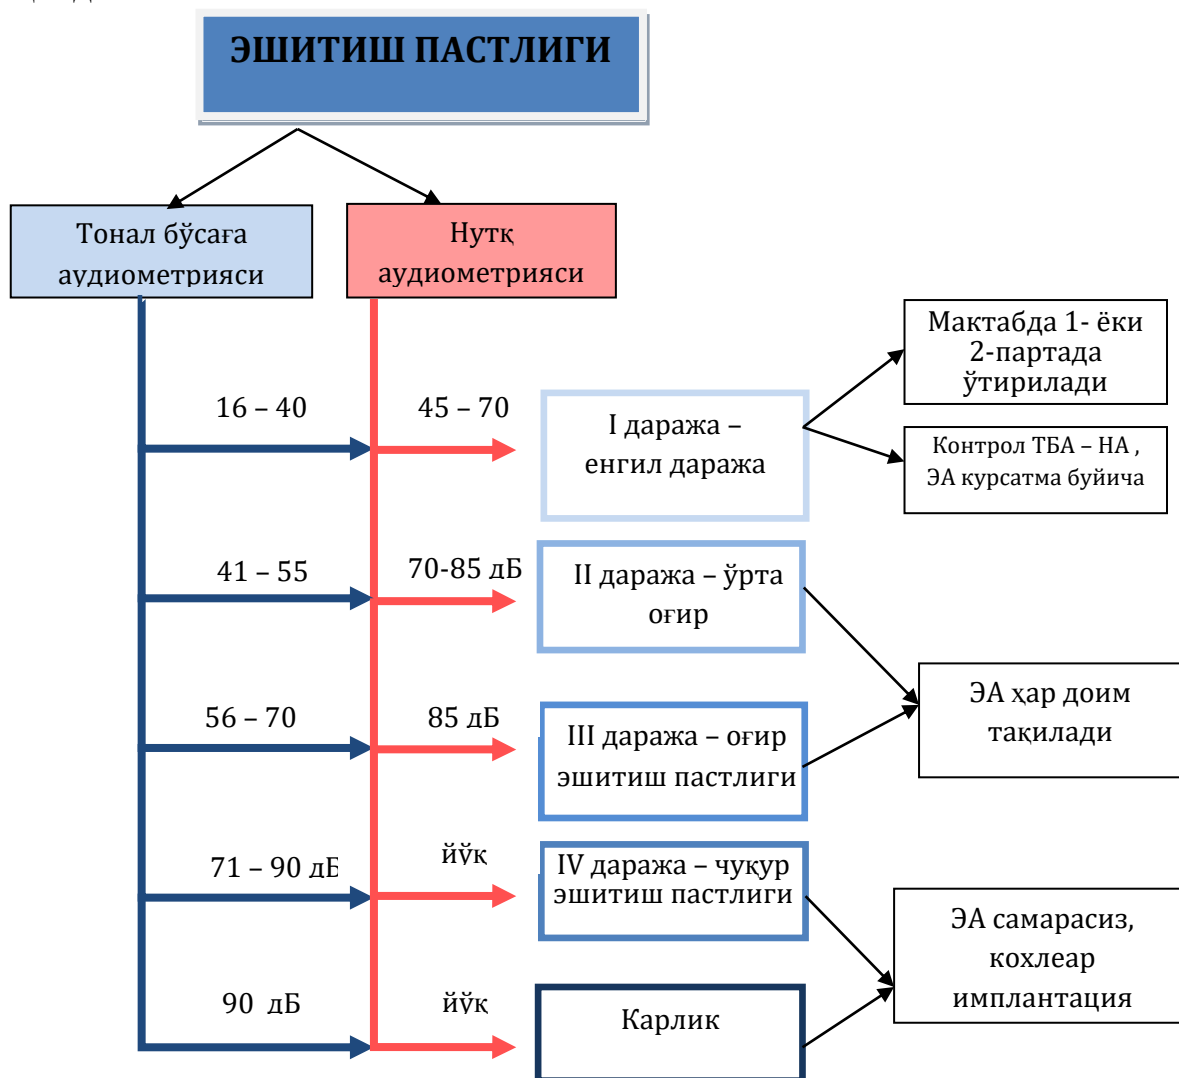 ЭШИТИШ ПАСТЛИГИ
Тонал бўсаға
аудиометрияси
Нутқ
аудиометрияси
16 – 40
45 – 70
I даража –
енгил даража
Мактабда 1- ёки
2-партада
ўтирилади
Контрол ТБА – НА ,
ЭА курсатма буйича
41 – 55
70-85 дБ
II даража – ўрта
оғир
56 – 70
85 дБ
III даража – оғир
эшитиш пастлиги
ЭА ҳар доим
тақилади
71 – 90 дБ
йўқ
IV даража – чуқур
эшитиш пастлиги
90 дБ
йўқ
Карлик
ЭА самарасиз,
кохлеар
имплантация